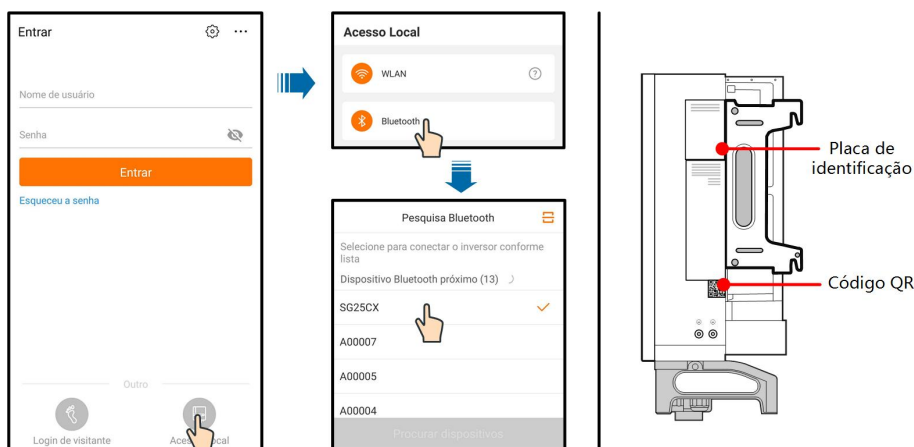 Entrar
Nome de usuário
Senha
Entrar
Esqueceu a senha
Outro
Login de visitante
Acesso Local
Acesso Local
WLAN
?
Bluetooth
Pesquisa Bluetooth
Selecione para conectar o inversor conforme
lista
Dispositivo Bluetooth próximo (13)
SG25CX
A00007
A00005
A00004
Procurar dispositivos
Placa de
identificação
Código QR